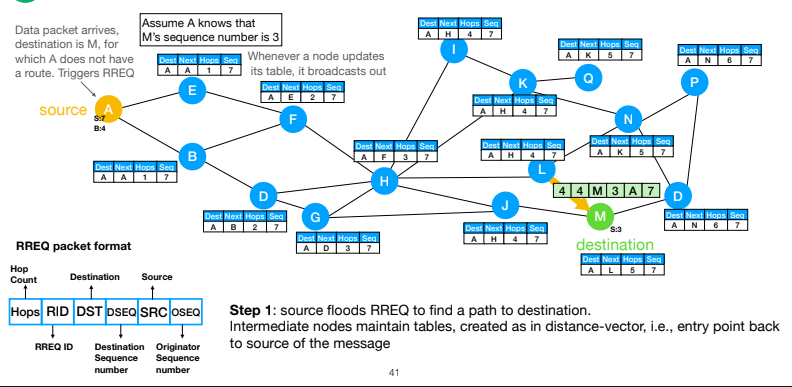 Data packet arrives,
destination is M, for
which A does not have
a route. Triggers RREQ
Assume A knows that
M's sequence number is 3
Whenever a node updates
its table, it broadcasts out
source
A
S:7
B:4
E
Dest Next Hops Seq
A A 1 7
F
Dest Next Hops Seq
A E 2 7
B
Dest Next Hops Seq
A A 1 7
D
Dest Next Hops Seq
A B 2 7
G
Dest Next Hops Seq
A D 3 7
H
Dest Next Hops Seq
A F 3 7
I
Dest Next Hops Seq
A H 4 7
K
Dest Next Hops Seq
A H 4 7
Q
Dest Next Hops Seq
A K 5 7
P
Dest Next Hops Seq
A N 6 7
N
Dest Next Hops Seq
A K 5 7
L
Dest Next Hops Seq
A H 4 7
4 4 M 3 A 7
J
Dest Next Hops Seq
A H 4 7
D
Dest Next Hops Seq
A N 6 7
M
S:3
destination
Dest Next Hops Seq
A L 5 7
RREQ packet format
Hop
Count
Destination
Source
Hops RID DST DSEQ SRC OSEQ
RREQ ID
Destination
Sequence
number
Originator
Sequence
number
Step 1: source floods RREQ to find a path to destination.
Intermediate nodes maintain tables, created as in distance-vector, i.e., entry point back
to source of the message
41